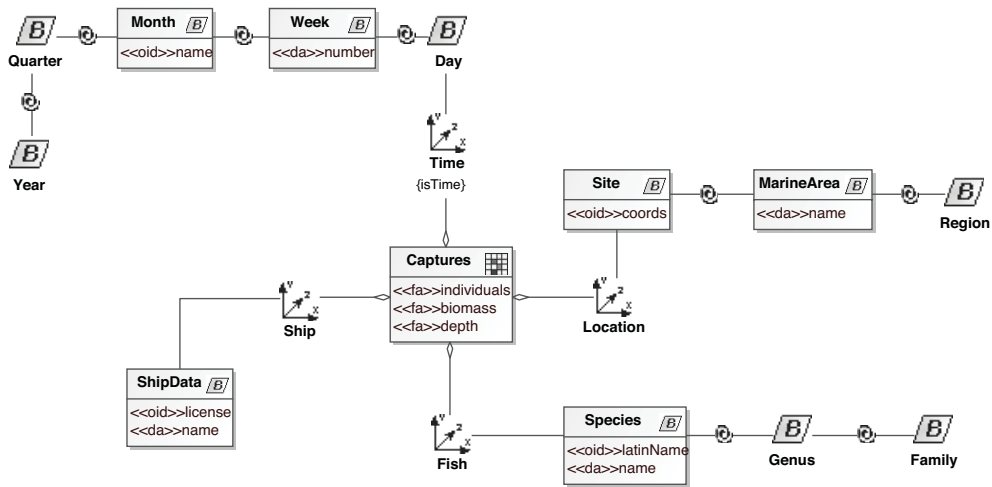 Month B
<<oid>>name
Week B
<<da>>number
B
Quarter
B
Day
B
Year
Y
Z
X
Time
{isTime}
Site B
<<oid>>coords
MarineArea B
<<da>>name
B
Region
Captures
<<fa>>individuals
<<fa>>biomass
<<fa>>depth
Y
Z
X
Ship
Y
Z
X
Location
ShipData B
<<oid>>license
<<da>>name
Y
Z
X
Fish
Species B
<<oid>>latinName
<<da>>name
B
Genus
B
Family